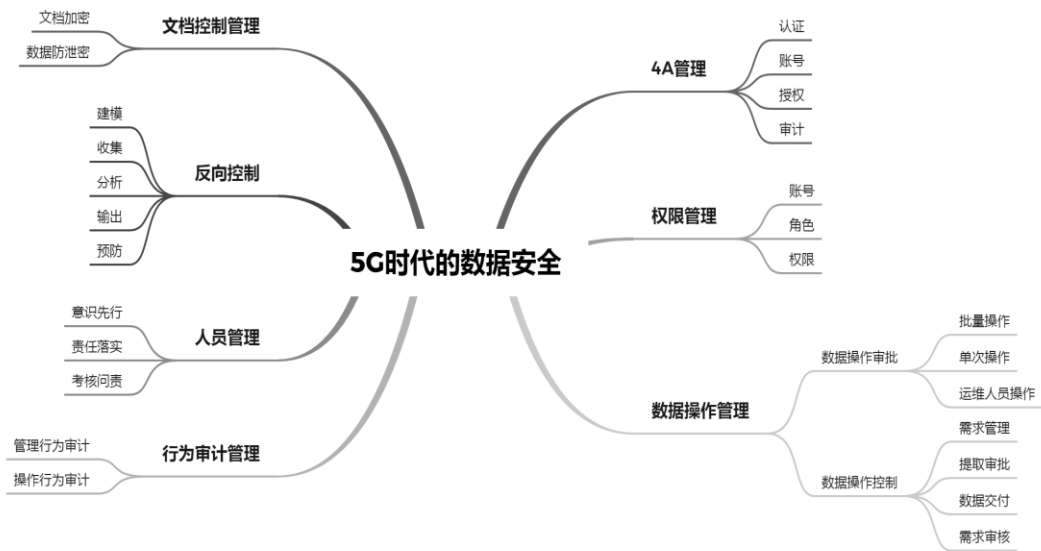 5G时代的数据安全
文档控制管理
文档加密
数据防泄密
反向控制
建模
收集
分析
输出
预防
人员管理
意识先行
责任落实
考核问责
行为审计管理
管理行为审计
操作行为审计
4A管理
认证
账号
授权
审计
权限管理
账号
角色
权限
数据操作管理
数据操作审批
批量操作
单次操作
运维人员操作
数据操作控制
需求管理
提取审批
数据交付
需求审核